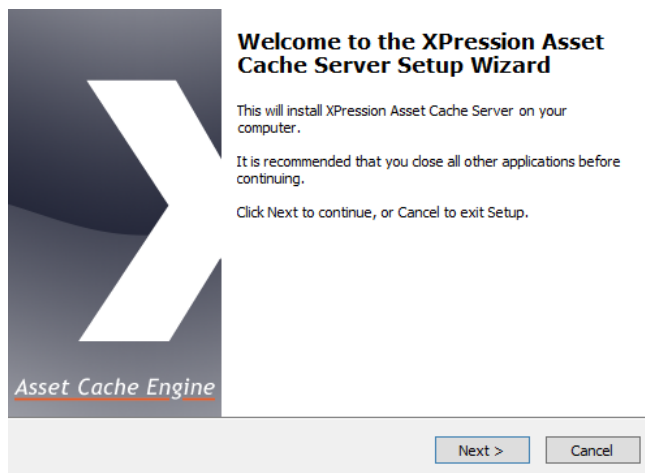 Welcome to the XPression Asset
Cache Server Setup Wizard
This will install XPression Asset Cache Server on your
computer.
It is recommended that you close all other applications before
continuing.
Click Next to continue, or Cancel to exit Setup.
Asset Cache Engine
Next >
Cancel